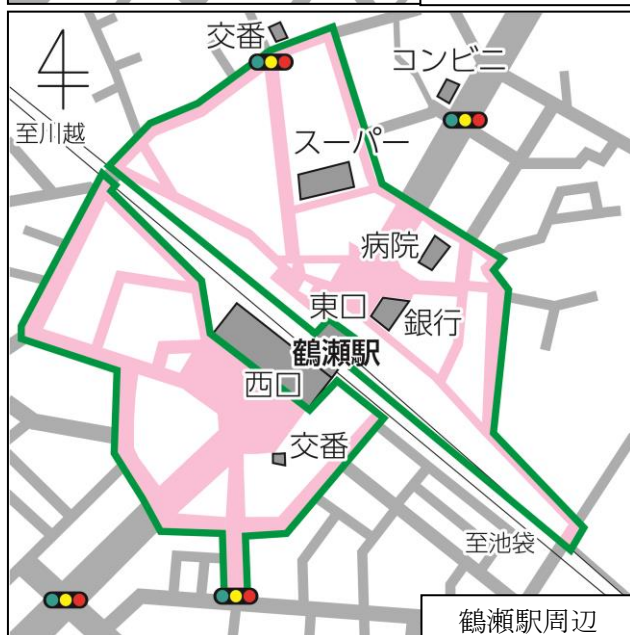 交番
コンビニ
至川越
スーパー
病院
東口
銀行
鶴瀬駅
西口
交番
至池袋
鶴瀬駅周辺